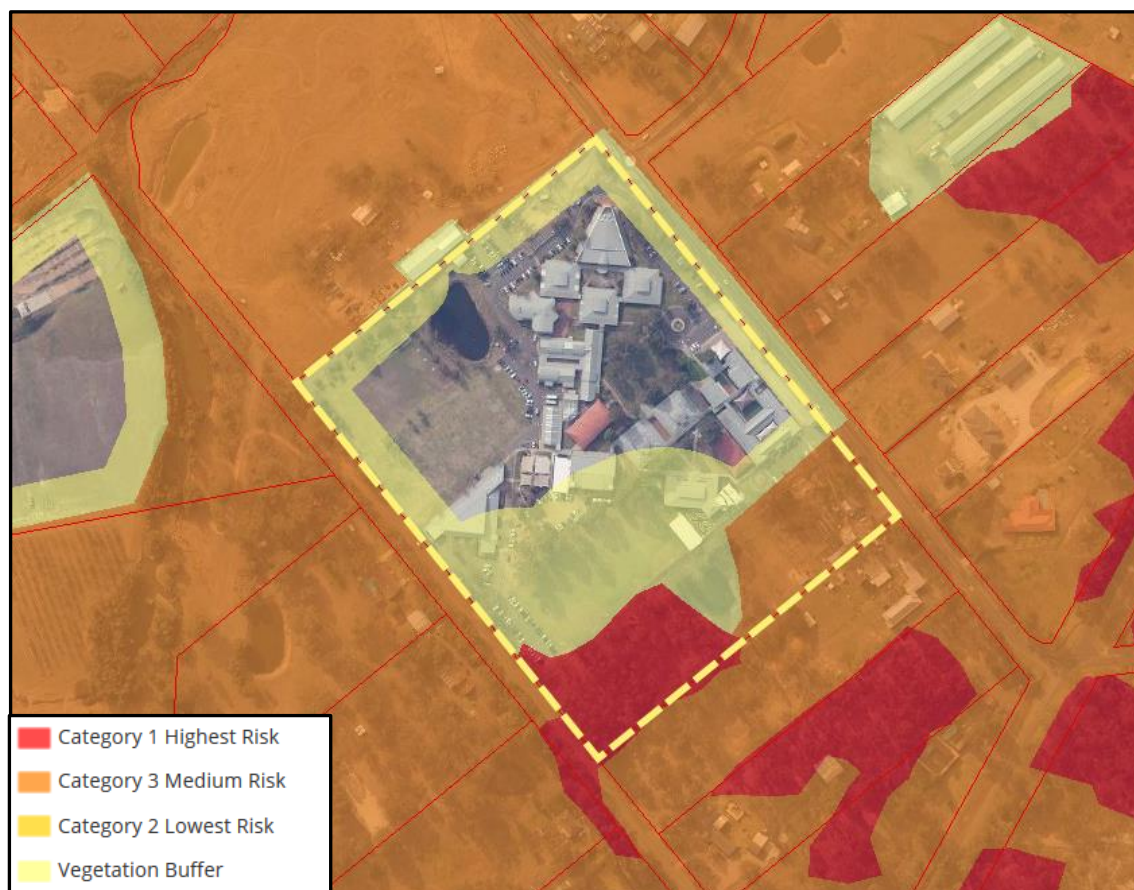 Category 1 Highest Risk
Category 3 Medium Risk
Category 2 Lowest Risk
Vegetation Buffer